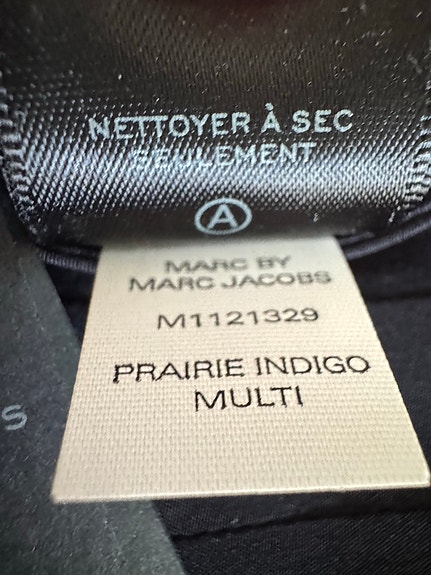 NETTOYER À SEC
SEULEMENT
A
MARC BY
MARC JACOBS
M1121329
PRAIRIE INDIGO
MULTI
S